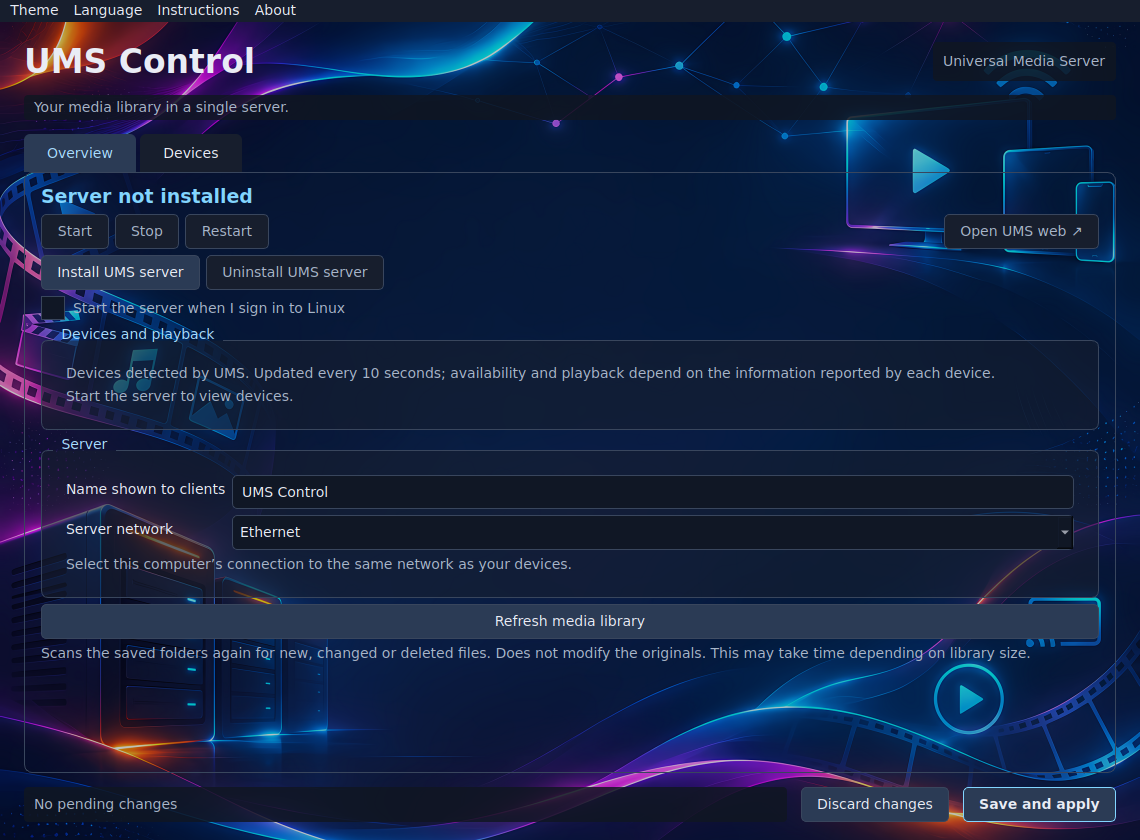 Theme Language Instructions About
UMS Control
Universal Media Server
Your media library in a single server.
Overview Devices
Server not installed
Start Stop Restart Open UMS web ↗
Install UMS server Uninstall UMS server
Start the server when I sign in to Linux
Devices and playback
Devices detected by UMS. Updated every 10 seconds; availability and playback depend on the information reported by each device.
Start the server to view devices.
Server
Name shown to clients UMS Control
Server network Ethernet
Select this computer’s connection to the same network as your devices.
Refresh media library
Scans the saved folders again for new, changed or deleted files. Does not modify the originals. This may take time depending on library size.
No pending changes Discard changes Save and apply